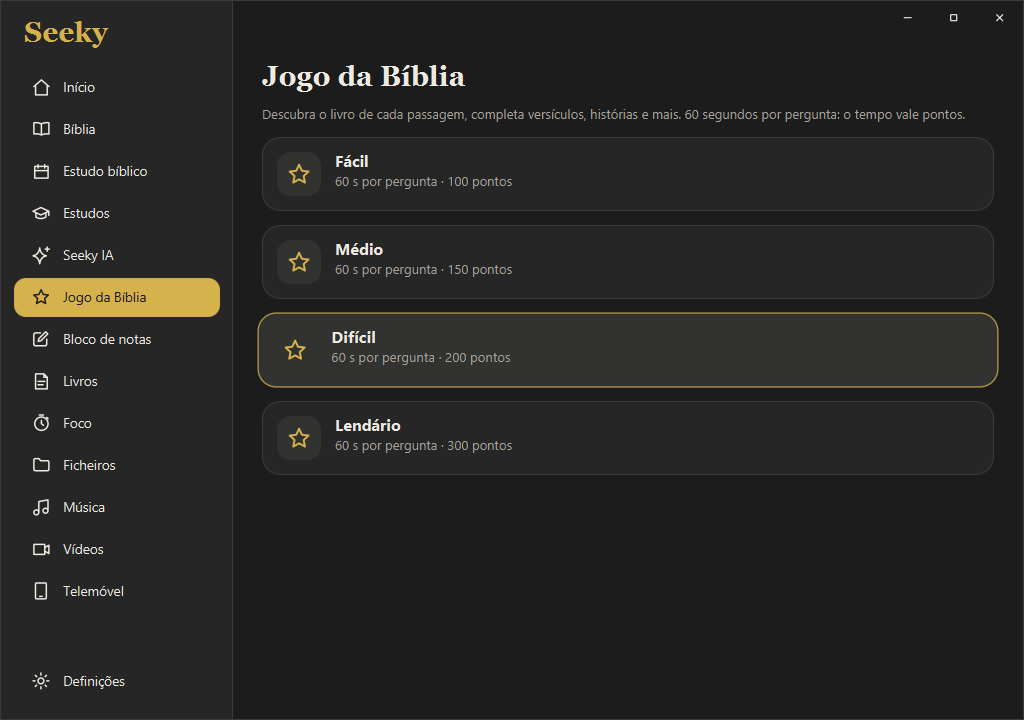 Seeky
Início
Bíblia
Estudo bíblico
Estudos
Seeky IA
Jogo da Bíblia
Bloco de notas
Livros
Foco
Ficheiros
Música
Vídeos
Telemóvel
Definições
Jogo da Bíblia
Descubra o livro de cada passagem, completa versículos, histórias e mais. 60 segundos por pergunta: o tempo vale pontos.
Fácil
60 s por pergunta · 100 pontos
Médio
60 s por pergunta · 150 pontos
Difícil
60 s por pergunta · 200 pontos
Lendário
60 s por pergunta · 300 pontos